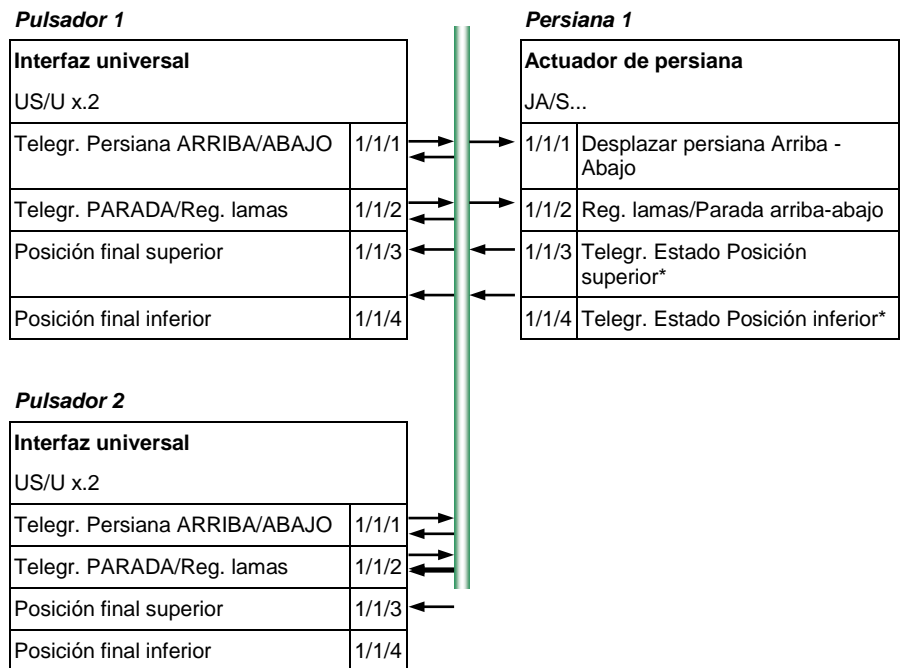 Pulsador 1
Interfaz universal
US/U x.2
Telegr. Persiana ARRIBA/ABAJO 1/1/1
Telegr. PARADA/Reg. lamas 1/1/2
Posición final superior 1/1/3
Posición final inferior 1/1/4
Persiana 1
Actuador de persiana
JA/S...
1/1/1 Desplazar persiana Arriba -
Abajo
1/1/2 Reg. lamas/Parada arriba-abajo
1/1/3 Telegr. Estado Posición
superior*
1/1/4 Telegr. Estado Posición inferior*
Pulsador 2
Interfaz universal
US/U x.2
Telegr. Persiana ARRIBA/ABAJO 1/1/1
Telegr. PARADA/Reg. lamas 1/1/2
Posición final superior 1/1/3
Posición final inferior 1/1/4